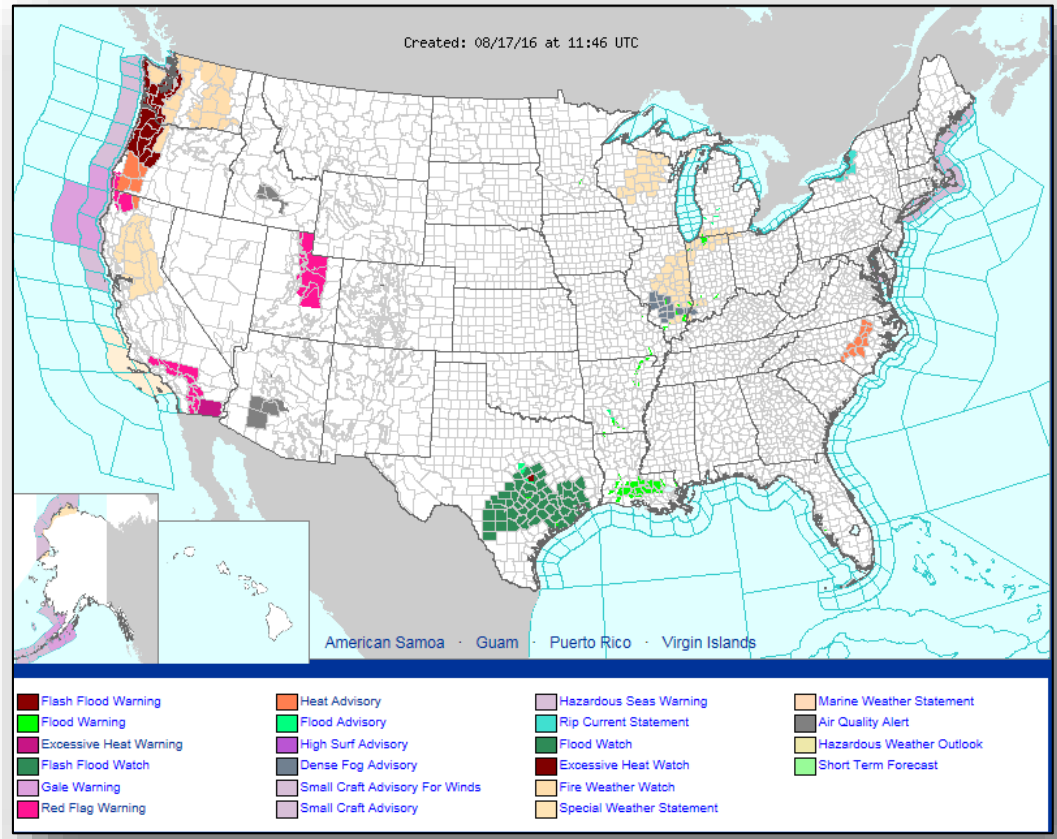 Created: 08/17/16 at 11:46 UTC
American Samoa · Guam · Puerto Rico · Virgin Islands
Flash Flood Warning
Flood Warning
Excessive Heat Warning
Flash Flood Watch
Gale Warning
Red Flag Warning
Heat Advisory
Flood Advisory
High Surf Advisory
Dense Fog Advisory
Small Craft Advisory For Winds
Small Craft Advisory
Hazardous Seas Warning
Rip Current Statement
Flood Watch
Excessive Heat Watch
Fire Weather Watch
Special Weather Statement
Marine Weather Statement
Air Quality Alert
Hazardous Weather Outlook
Short Term Forecast